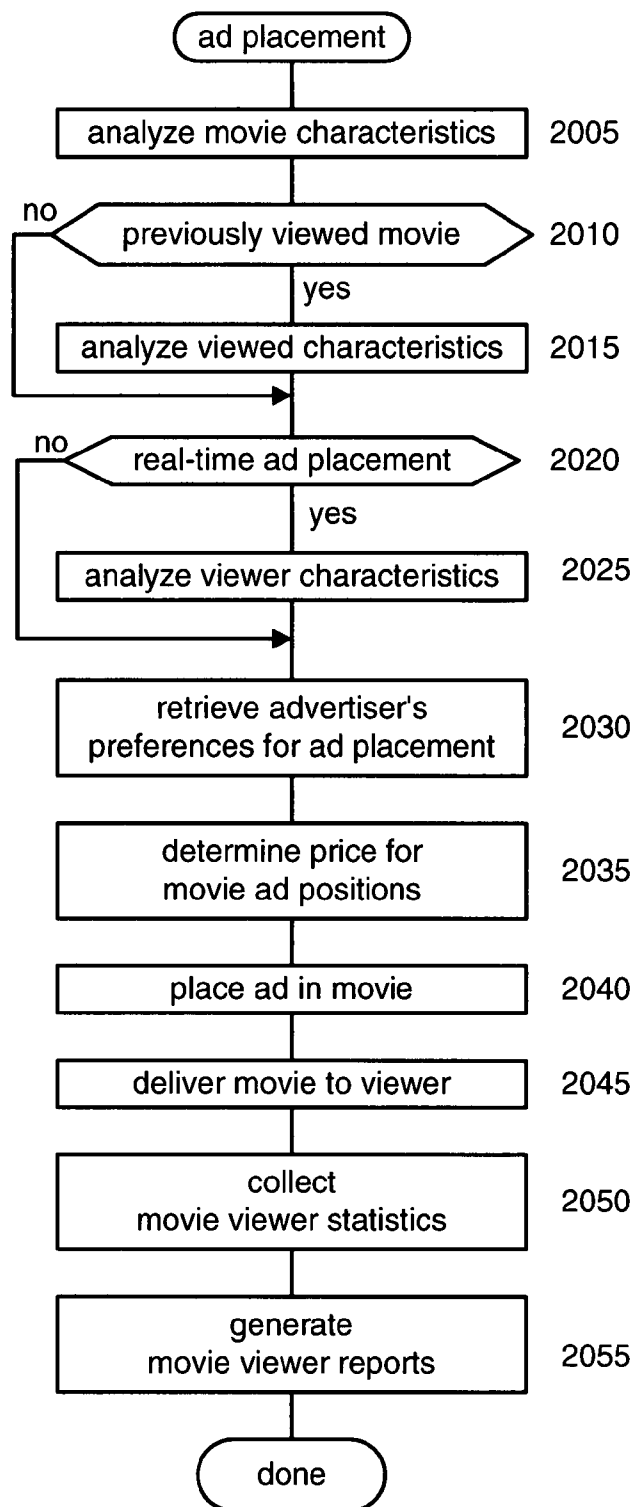 ad placement
analyze movie characteristics 2005
no
previously viewed movie 2010
yes
analyze viewed characteristics 2015
no
real-time ad placement 2020
yes
analyze viewer characteristics 2025
retrieve advertiser's
preferences for ad placement 2030
determine price for
movie ad positions 2035
place ad in movie 2040
deliver movie to viewer 2045
collect
movie viewer statistics 2050
generate
movie viewer reports 2055
done